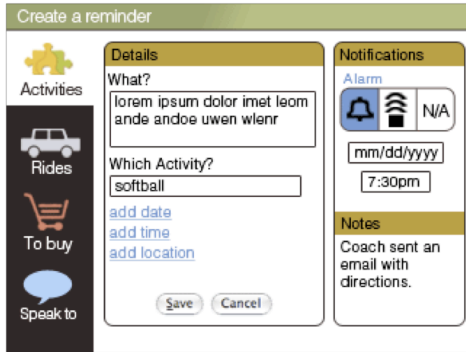 Create a reminder
Activities
Rides
To buy
Speak to
Details
What?
lorem ipsum dolor imet leom
ande andoe uwen wlenr
Which Activity?
softball
add date
add time
add location
Save
Cancel
Notifications
Alarm
N/A
mm/dd/yyyy
7:30pm
Notes
Coach sent an
email with
directions.